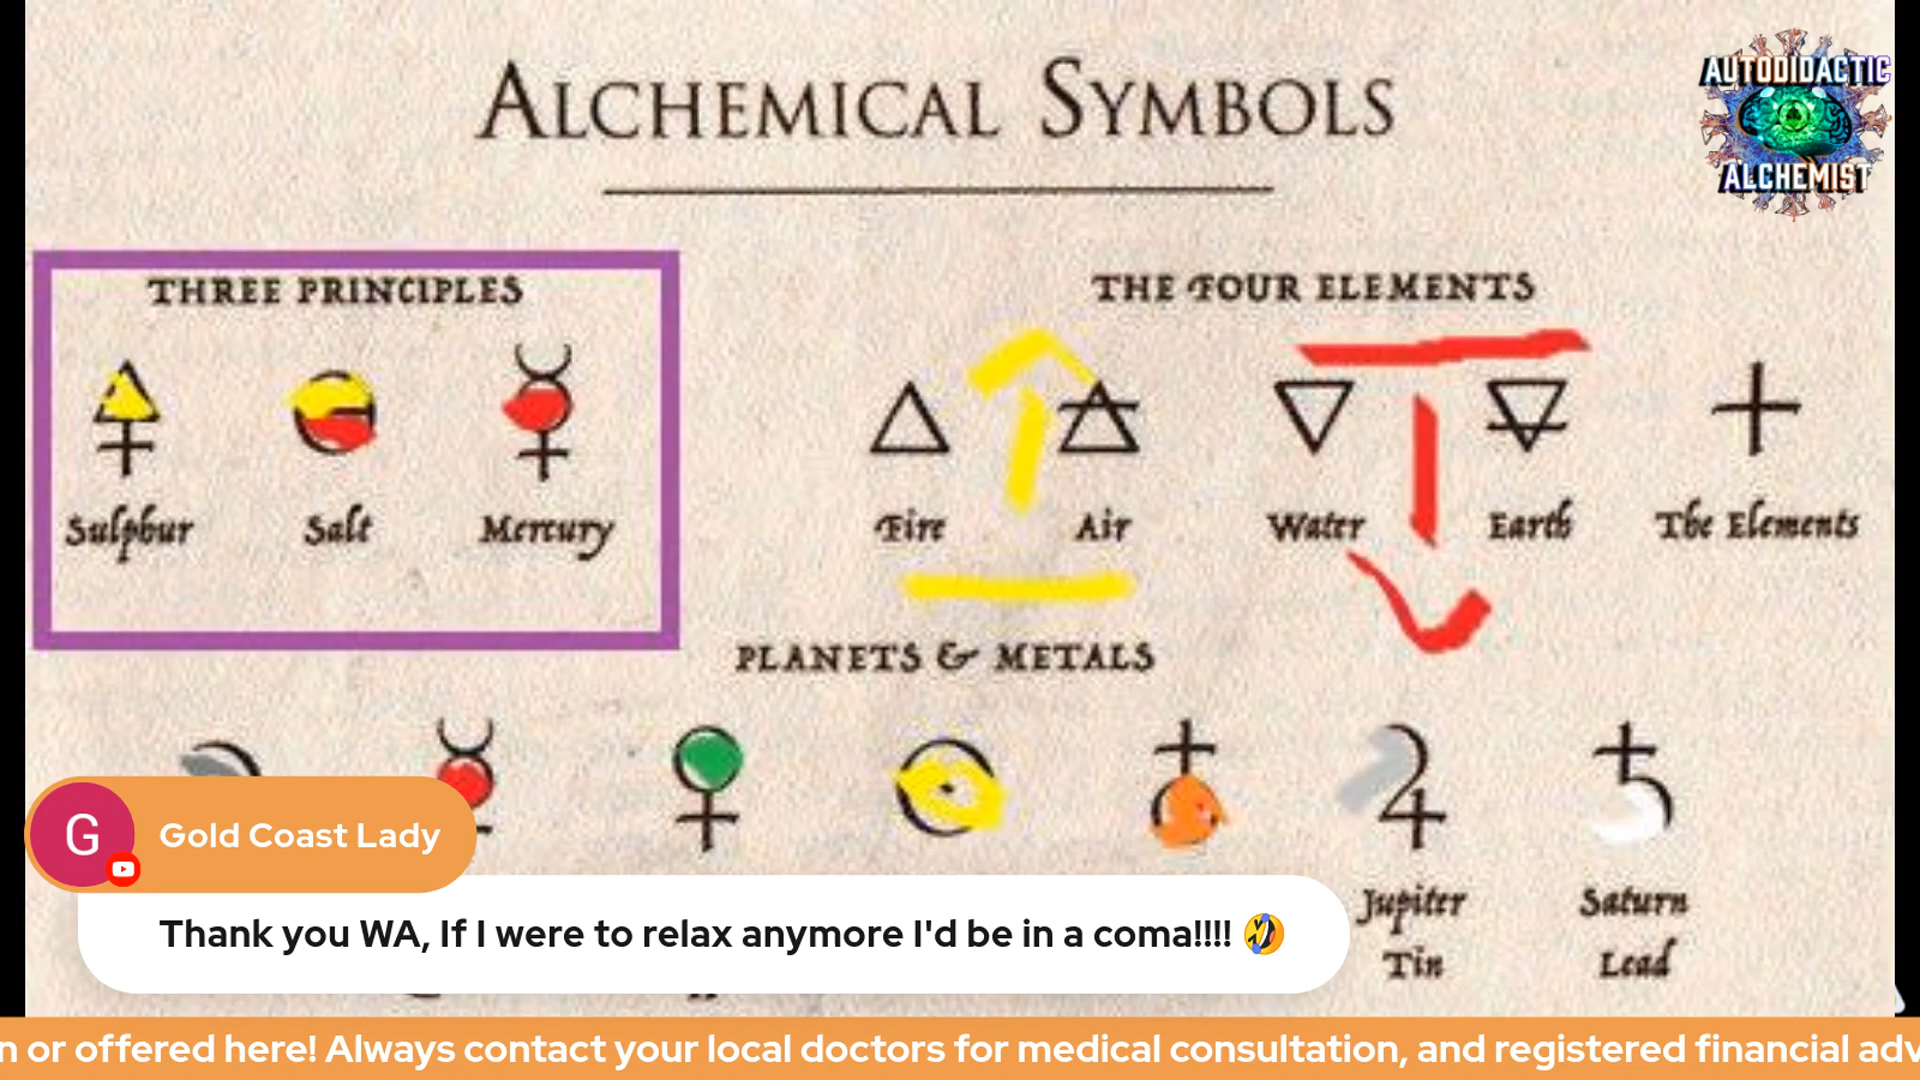 ALCHEMICAL SYMBOLS
AUTODIDACTIC
ALCHEMIST
THREE PRINCIPLES
Sulphur Salt Mercury
THE FOUR ELEMENTS
Fire Air Water Earth The Elements
PLANETS & METALS
Jupiter Saturn
Tin Lead
G Gold Coast Lady
Thank you WA, If I were to relax anymore I'd be in a coma!!!! 🤣
n or offered here! Always contact your local doctors for medical consultation, and registered financial adv